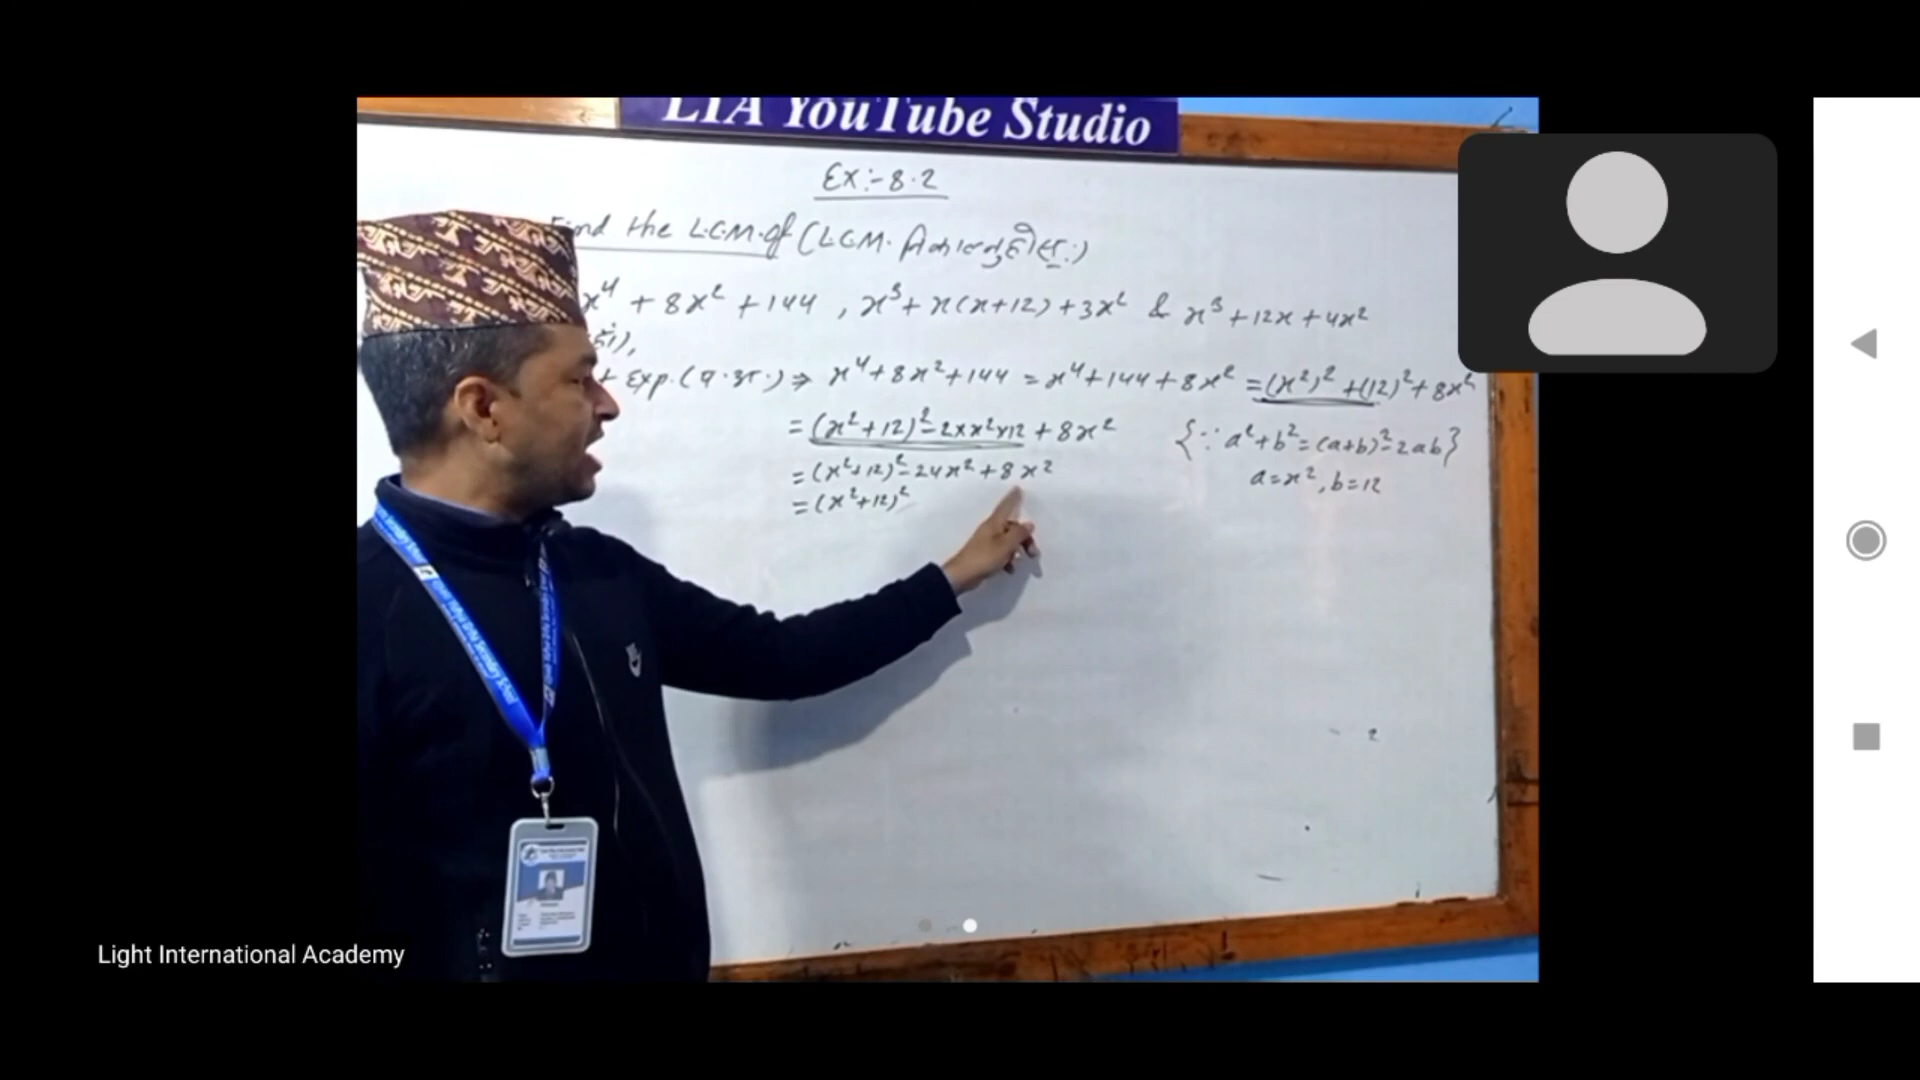 LIA YouTube Studio
Ex:- 8.2
Find the L.C.M. of (L.C.M. निकाल्नुहोस्:)
x⁴ + 8x² + 144 , x³ + x(x+12) + 3x² & x³ + 12x + 4x²
Exp. (प.अ.) ⇒ x⁴ + 8x² + 144 = x⁴ + 144 + 8x² = (x²)² + (12)² + 8x²
= (x² + 12)² - 2×x²×12 + 8x² {∵ a² + b² = (a+b)² - 2ab}
= (x² + 12)² - 24x² + 8x² a = x², b = 12
= (x² + 12)²
Light International Academy